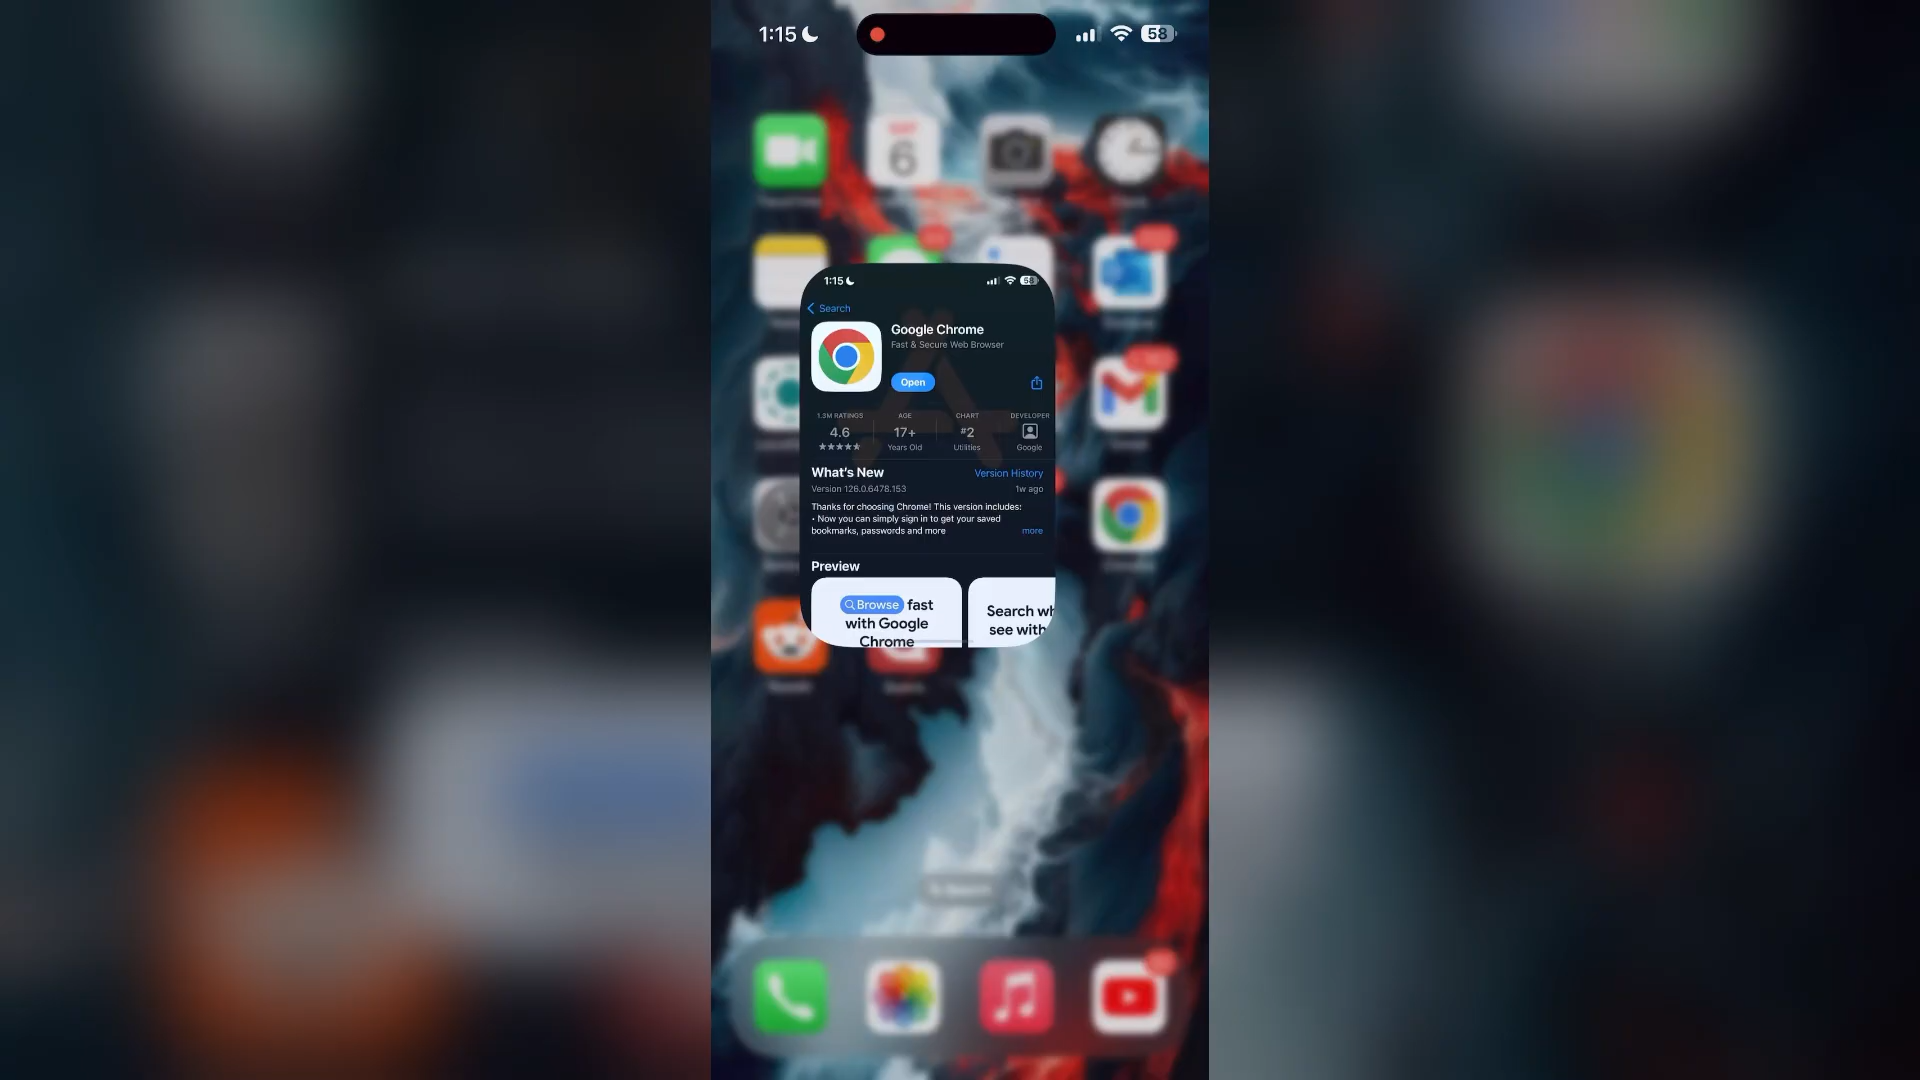 1:15
58
6
1:15
58
Search
Google Chrome
Fast & Secure Web Browser
Open
1.3M RATINGS AGE CHART DEVELOPER
4.6 17+ #2
Years Old Utilities Google
What's New Version History
Version 126.0.6478.153 1w ago
Thanks for choosing Chrome! This version includes:
• Now you can simply sign in to get your saved
bookmarks, passwords and more more
Preview
Browse fast
with Google
Chrome
Search wh
see with